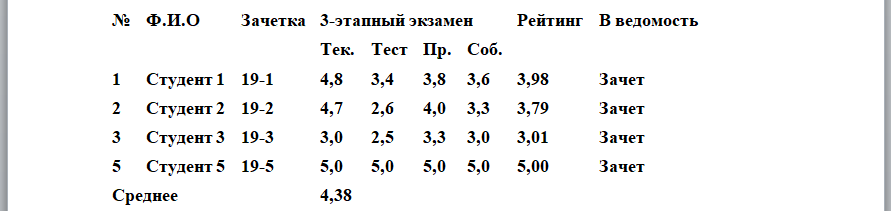 № Ф.И.О Зачетка 3-этапный экзамен Рейтинг В ведомость
Тек. Тест Пр. Соб.
1 Студент 1 19-1 4,8 3,4 3,8 3,6 3,98 Зачет
2 Студент 2 19-2 4,7 2,6 4,0 3,3 3,79 Зачет
3 Студент 3 19-3 3,0 2,5 3,3 3,0 3,01 Зачет
5 Студент 5 19-5 5,0 5,0 5,0 5,0 5,00 Зачет
Среднее 4,38